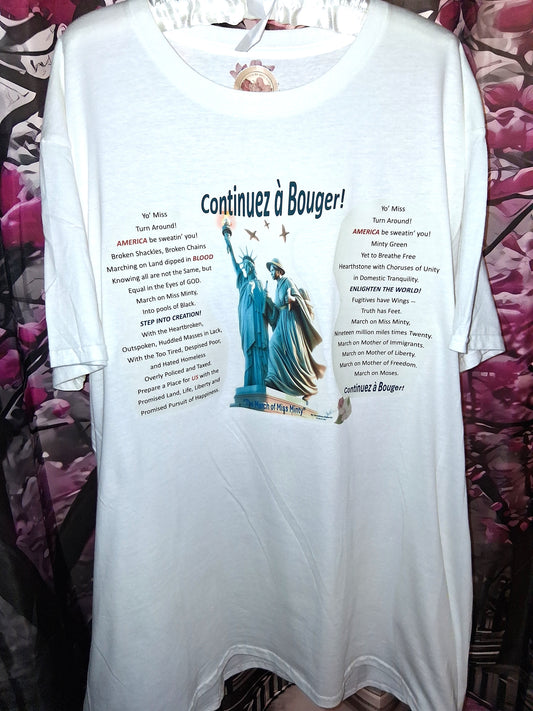 Continuez à Bouger!
Yo' Miss
Turn Around!
AMERICA be sweatin' you!
Broken Shackles, Broken Chains
Marching on Land dipped in BLOOD
Knowing all are not the Same, but
Equal in the Eyes of GOD.
March on Miss Minty,
Into pools of Black.
STEP INTO CREATION!
With the Heartbroken,
Outspoken, Huddled Masses in Lack,
With the Too Tired, Despised Poor,
and Hated Homeless
Overly Policed and Taxed.
Prepare a Place for US with the
Promised Land, Life, Liberty and
Promised Pursuit of Happiness.
"The March of Miss Minty"
Yo' Miss
Turn Around!
AMERICA be sweatin' you!
Minty Green
Yet to Breathe Free
Hearthstone with Choruses of Unity
in Domestic Tranquility.
ENLIGHTEN THE WORLD!
Fugitives have Wings —
Truth has Feet.
March on Miss Minty,
Nineteen million miles times Twenty.
March on Mother of Immigrants.
March on Mother of Liberty.
March on Mother of Freedom.
March on Moses.
Continuez à Bouger!